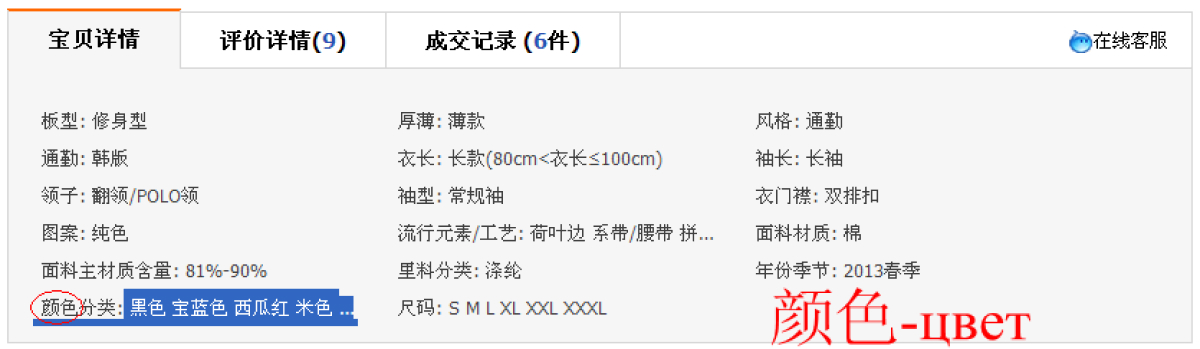 宝贝详情 评价详情(9) 成交记录 (6件) 在线客服
板型: 修身型 厚薄: 薄款 风格: 通勤
通勤: 韩版 衣长: 长款(80cm<衣长≤100cm) 袖长: 长袖
领子: 翻领/POLO领 袖型: 常规袖 衣门襟: 双排扣
图案: 纯色 流行元素/工艺: 荷叶边 系带/腰带 拼... 面料材质: 棉
面料主材质含量: 81%-90% 里料分类: 涤纶 年份季节: 2013春季
颜色分类: 黑色 宝蓝色 西瓜红 米色 ... 尺码: S M L XL XXL XXXL
颜色-цвет